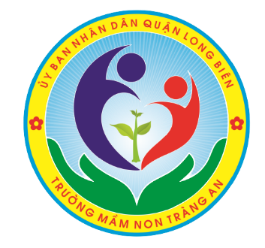 ỦY BAN NHÂN DÂN QUẬN LONG BIÊN
TRƯỜNG MẦM NON TRÀNG AN